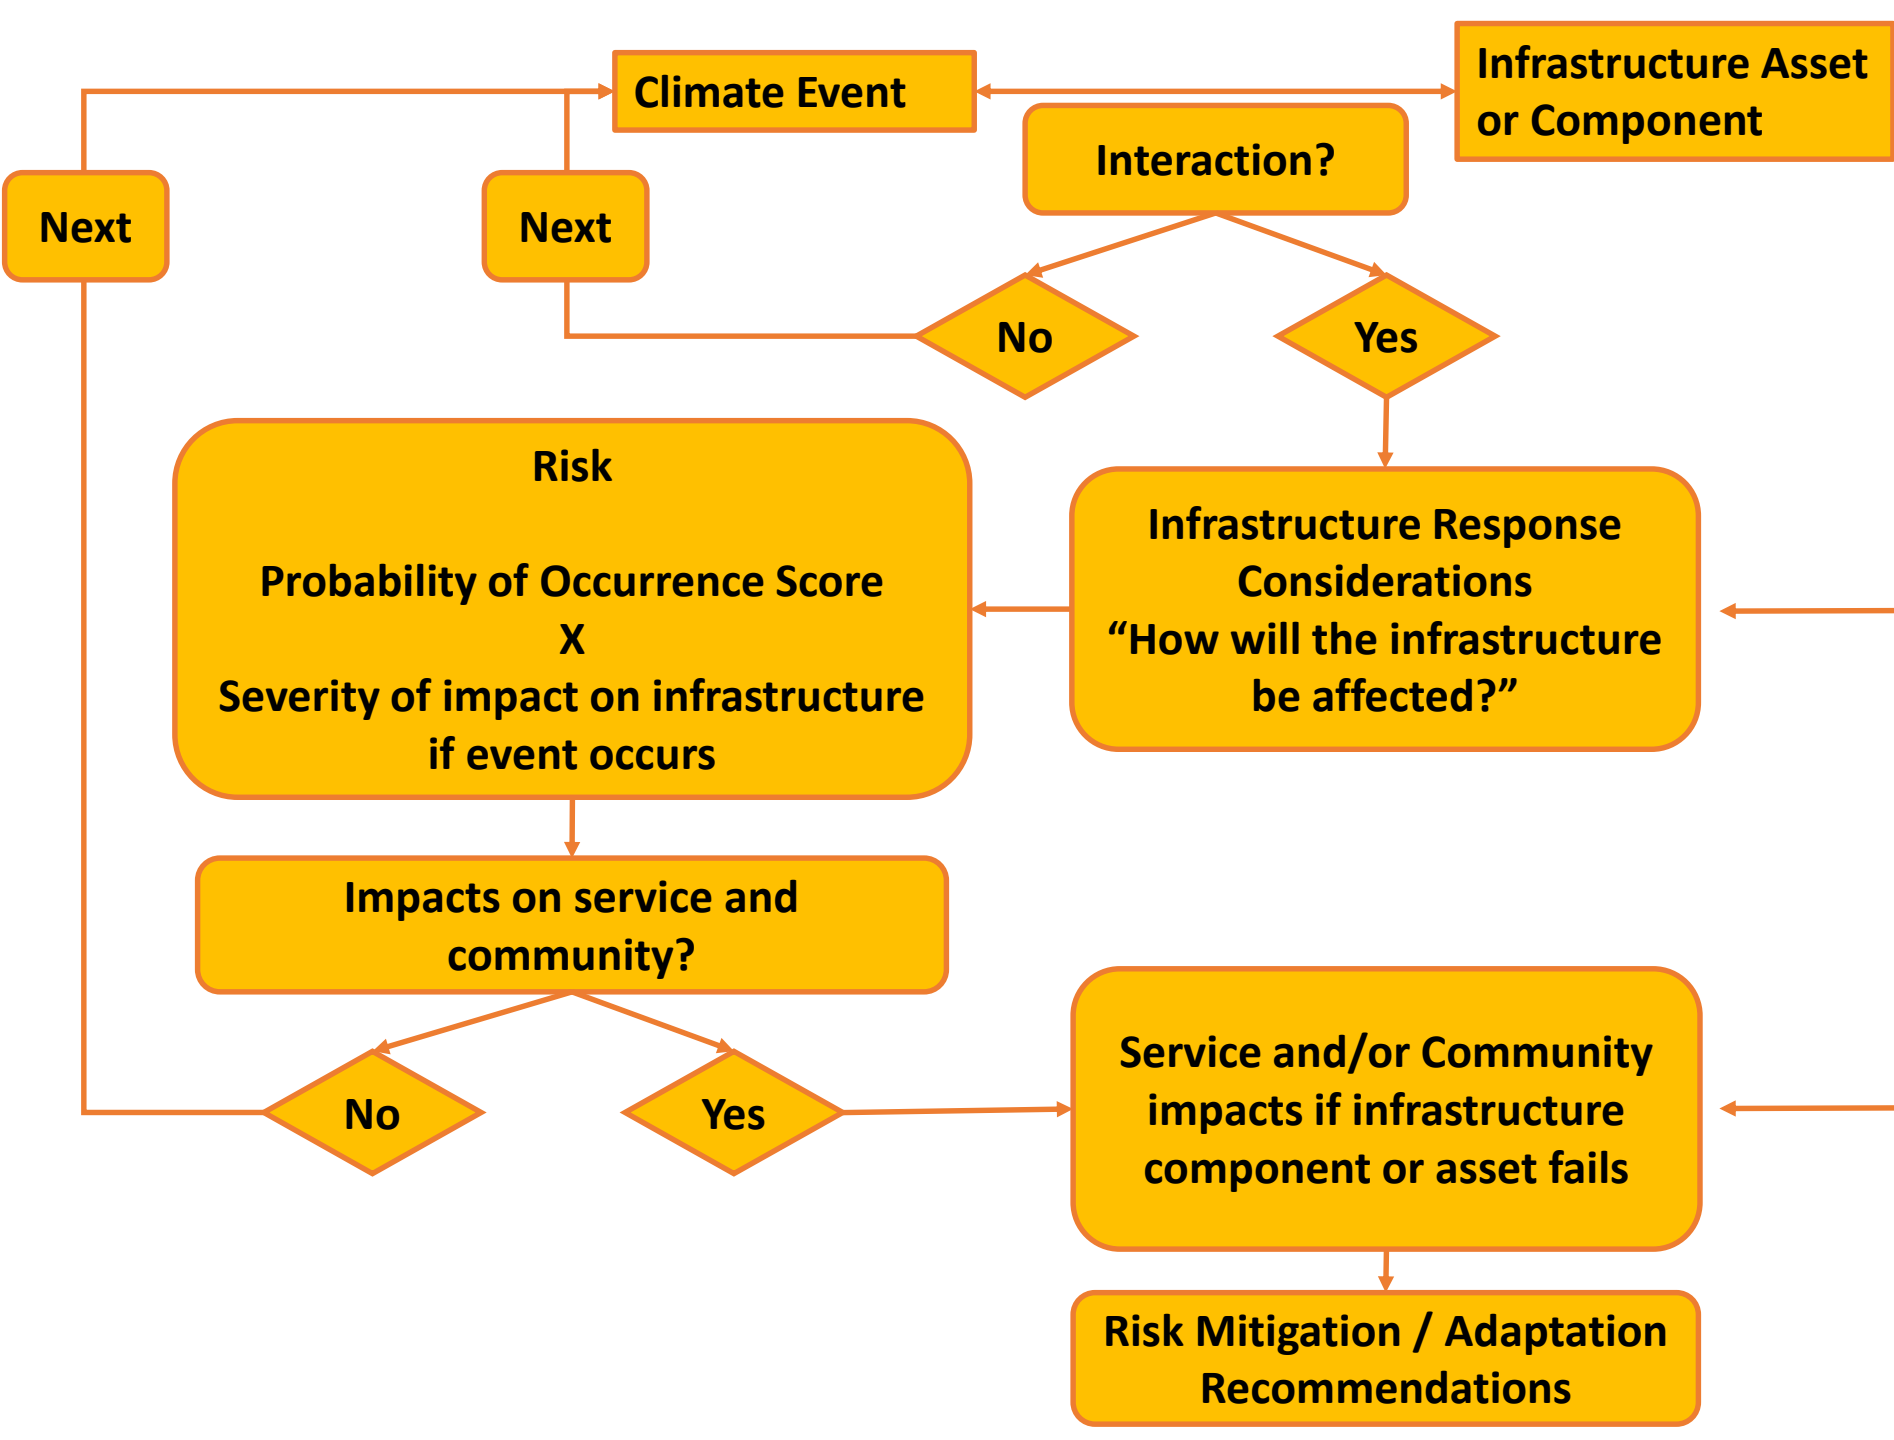 Climate Event
Infrastructure Asset
or Component
Interaction?
Next
Next
No
Yes
Risk
Probability of Occurrence Score
X
Severity of impact on infrastructure
if event occurs
Infrastructure Response
Considerations
“How will the infrastructure
be affected?”
Impacts on service and
community?
No
Yes
Service and/or Community
impacts if infrastructure
component or asset fails
Risk Mitigation / Adaptation
Recommendations